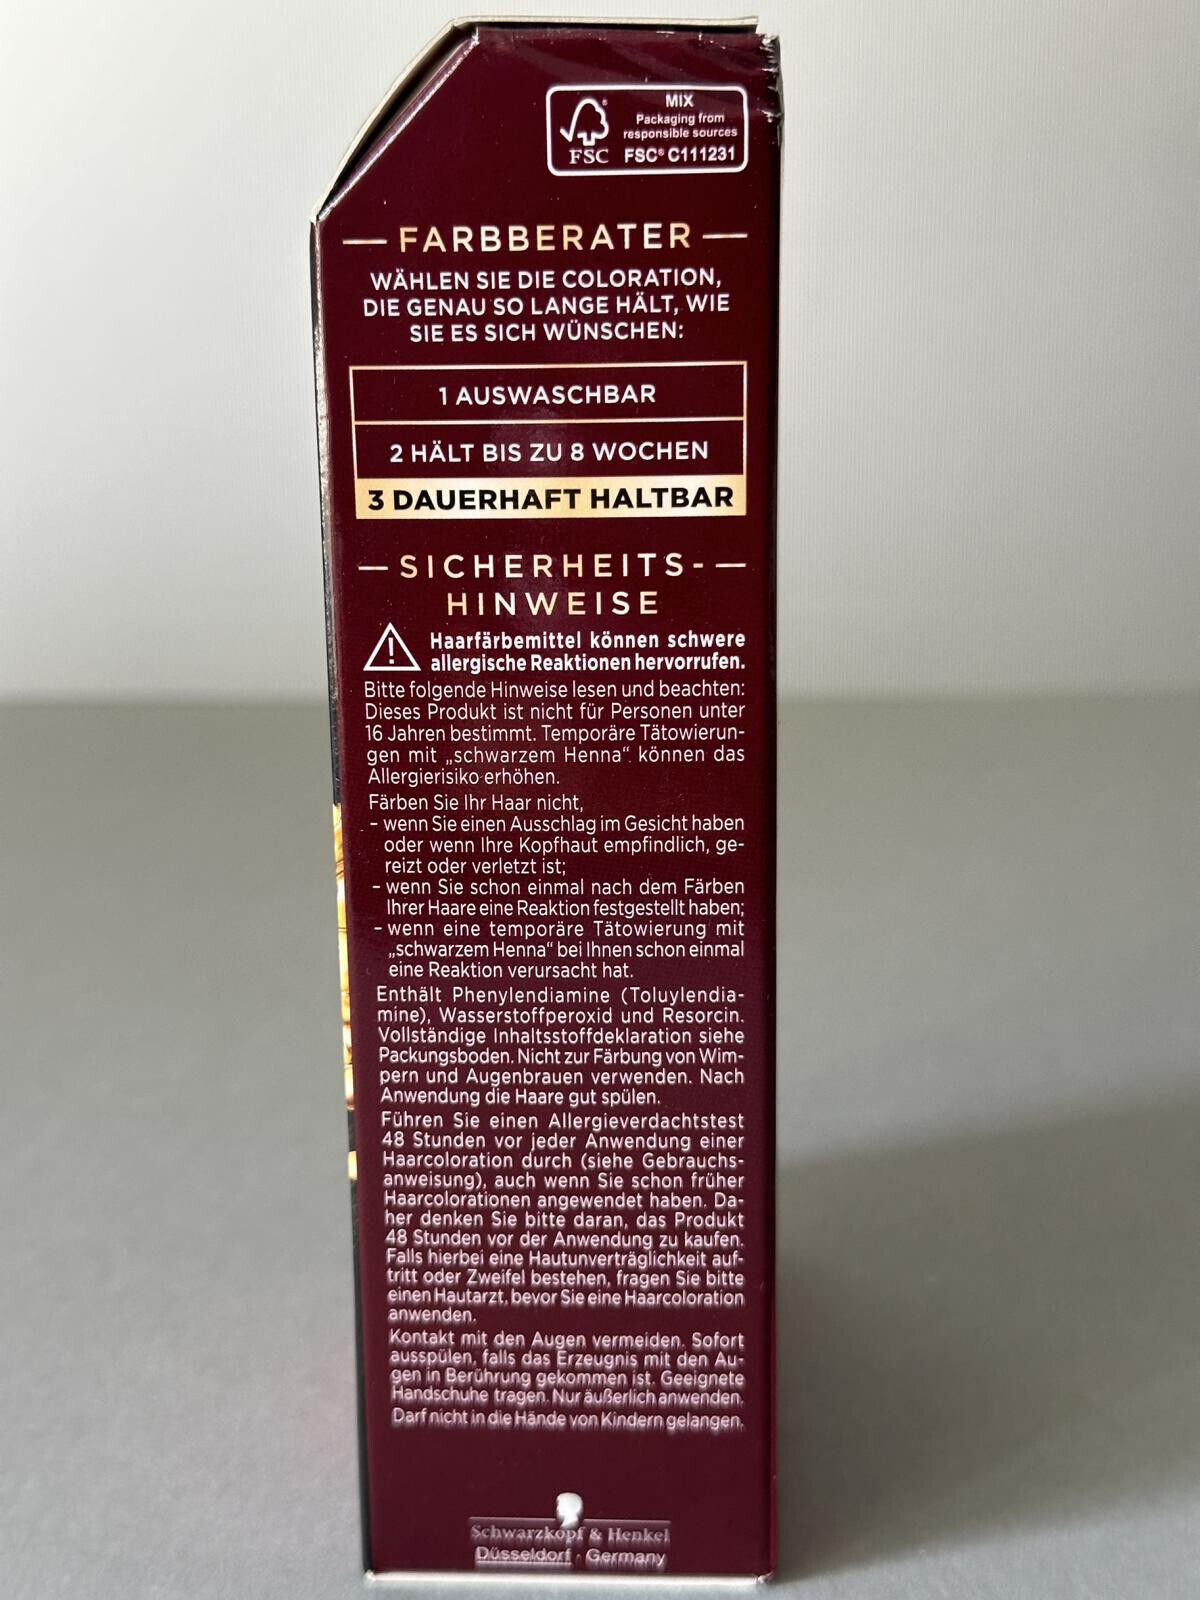 MIX
Packaging from
responsible sources
FSC® C111231
FSC
FARBBERATER
WÄHLEN SIE DIE COLORATION,
DIE GENAU SO LANGE HÄLT, WIE
SIE ES SICH WÜNSCHEN:
1 AUSWASCHBAR
2 HÄLT BIS ZU 8 WOCHEN
3 DAUERHAFT HALTBAR
SICHERHEITS-
HINWEISE
Haarfärbemittel können schwere
allergische Reaktionen hervorrufen.
Bitte folgende Hinweise lesen und beachten:
Dieses Produkt ist nicht für Personen unter
16 Jahren bestimmt. Temporäre Tätowierun-
gen mit „schwarzem Henna“ können das
Allergierisiko erhöhen.
Färben Sie Ihr Haar nicht,
– wenn Sie einen Ausschlag im Gesicht haben
oder wenn Ihre Kopfhaut empfindlich, ge-
reizt oder verletzt ist;
– wenn Sie schon einmal nach dem Färben
Ihrer Haare eine Reaktion festgestellt haben;
– wenn eine temporäre Tätowierung mit
„schwarzem Henna“ bei Ihnen schon einmal
eine Reaktion verursacht hat.
Enthält Phenylendiamine (Toluylendia-
mine), Wasserstoffperoxid und Resorcin.
Vollständige Inhaltsstoffdeklaration siehe
Packungsboden. Nicht zur Färbung von Wim-
pern und Augenbrauen verwenden. Nach
Anwendung die Haare gut spülen.
Führen Sie einen Allergieverdachtstest
48 Stunden vor jeder Anwendung einer
Haarcoloration durch (siehe Gebrauchs-
anweisung), auch wenn Sie schon früher
Haarcolorationen angewendet haben. Da-
her denken Sie bitte daran, das Produkt
48 Stunden vor der Anwendung zu kaufen.
Falls hierbei eine Hautunverträglichkeit auf-
tritt oder Zweifel bestehen, fragen Sie bitte
einen Hautarzt, bevor Sie eine Haarcoloration
anwenden.
Kontakt mit den Augen vermeiden. Sofort
ausspülen, falls das Erzeugnis mit den Au-
gen in Berührung gekommen ist. Geeignete
Handschuhe tragen. Nur äußerlich anwenden.
Darf nicht in die Hände von Kindern gelangen.
Schwarzkopf & Henkel
Düsseldorf · Germany